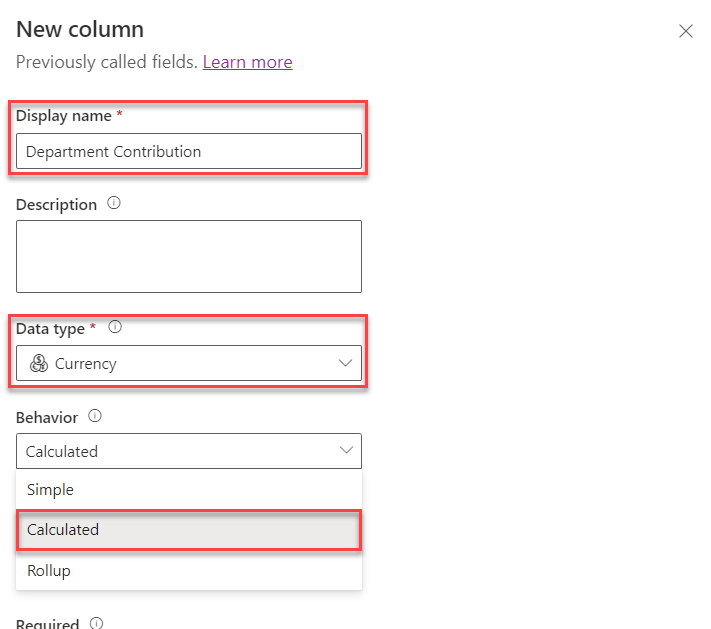 New column
Previously called fields. Learn more
Display name *
Department Contribution
Description
Data type *
Currency
Behavior
Calculated
Simple
Calculated
Rollup
Required